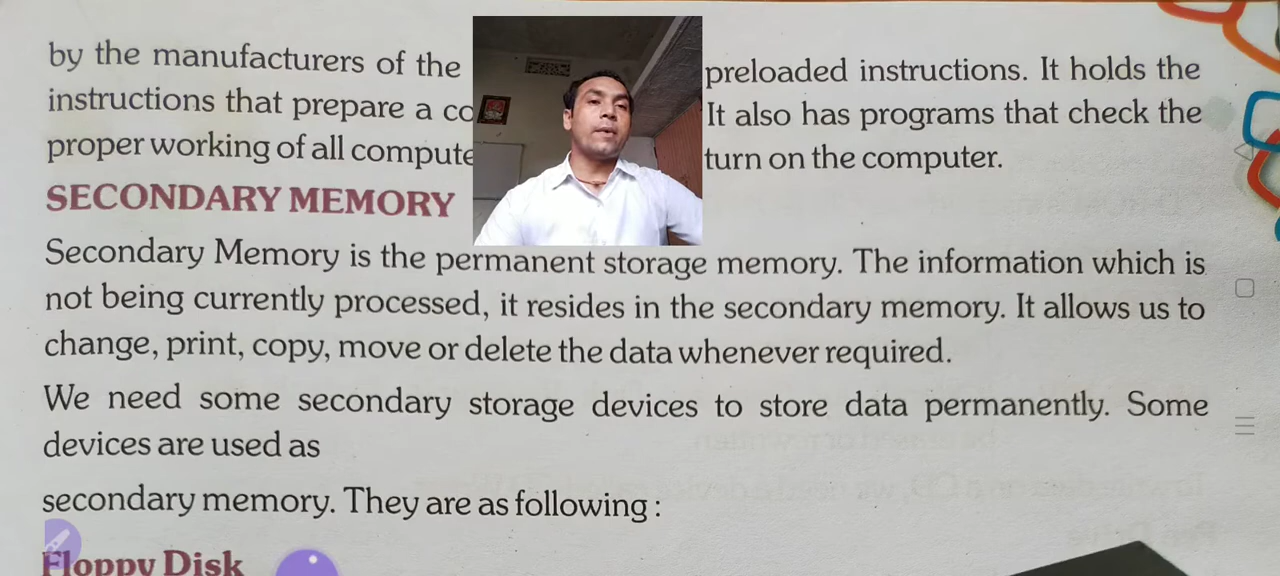 by the manufacturers of the preloaded instructions. It holds the
instructions that prepare a co It also has programs that check the
proper working of all compute turn on the computer.
SECONDARY MEMORY
Secondary Memory is the permanent storage memory. The information which is
not being currently processed, it resides in the secondary memory. It allows us to
change, print, copy, move or delete the data whenever required.
We need some secondary storage devices to store data permanently. Some
devices are used as
secondary memory. They are as following :
Floppy Disk